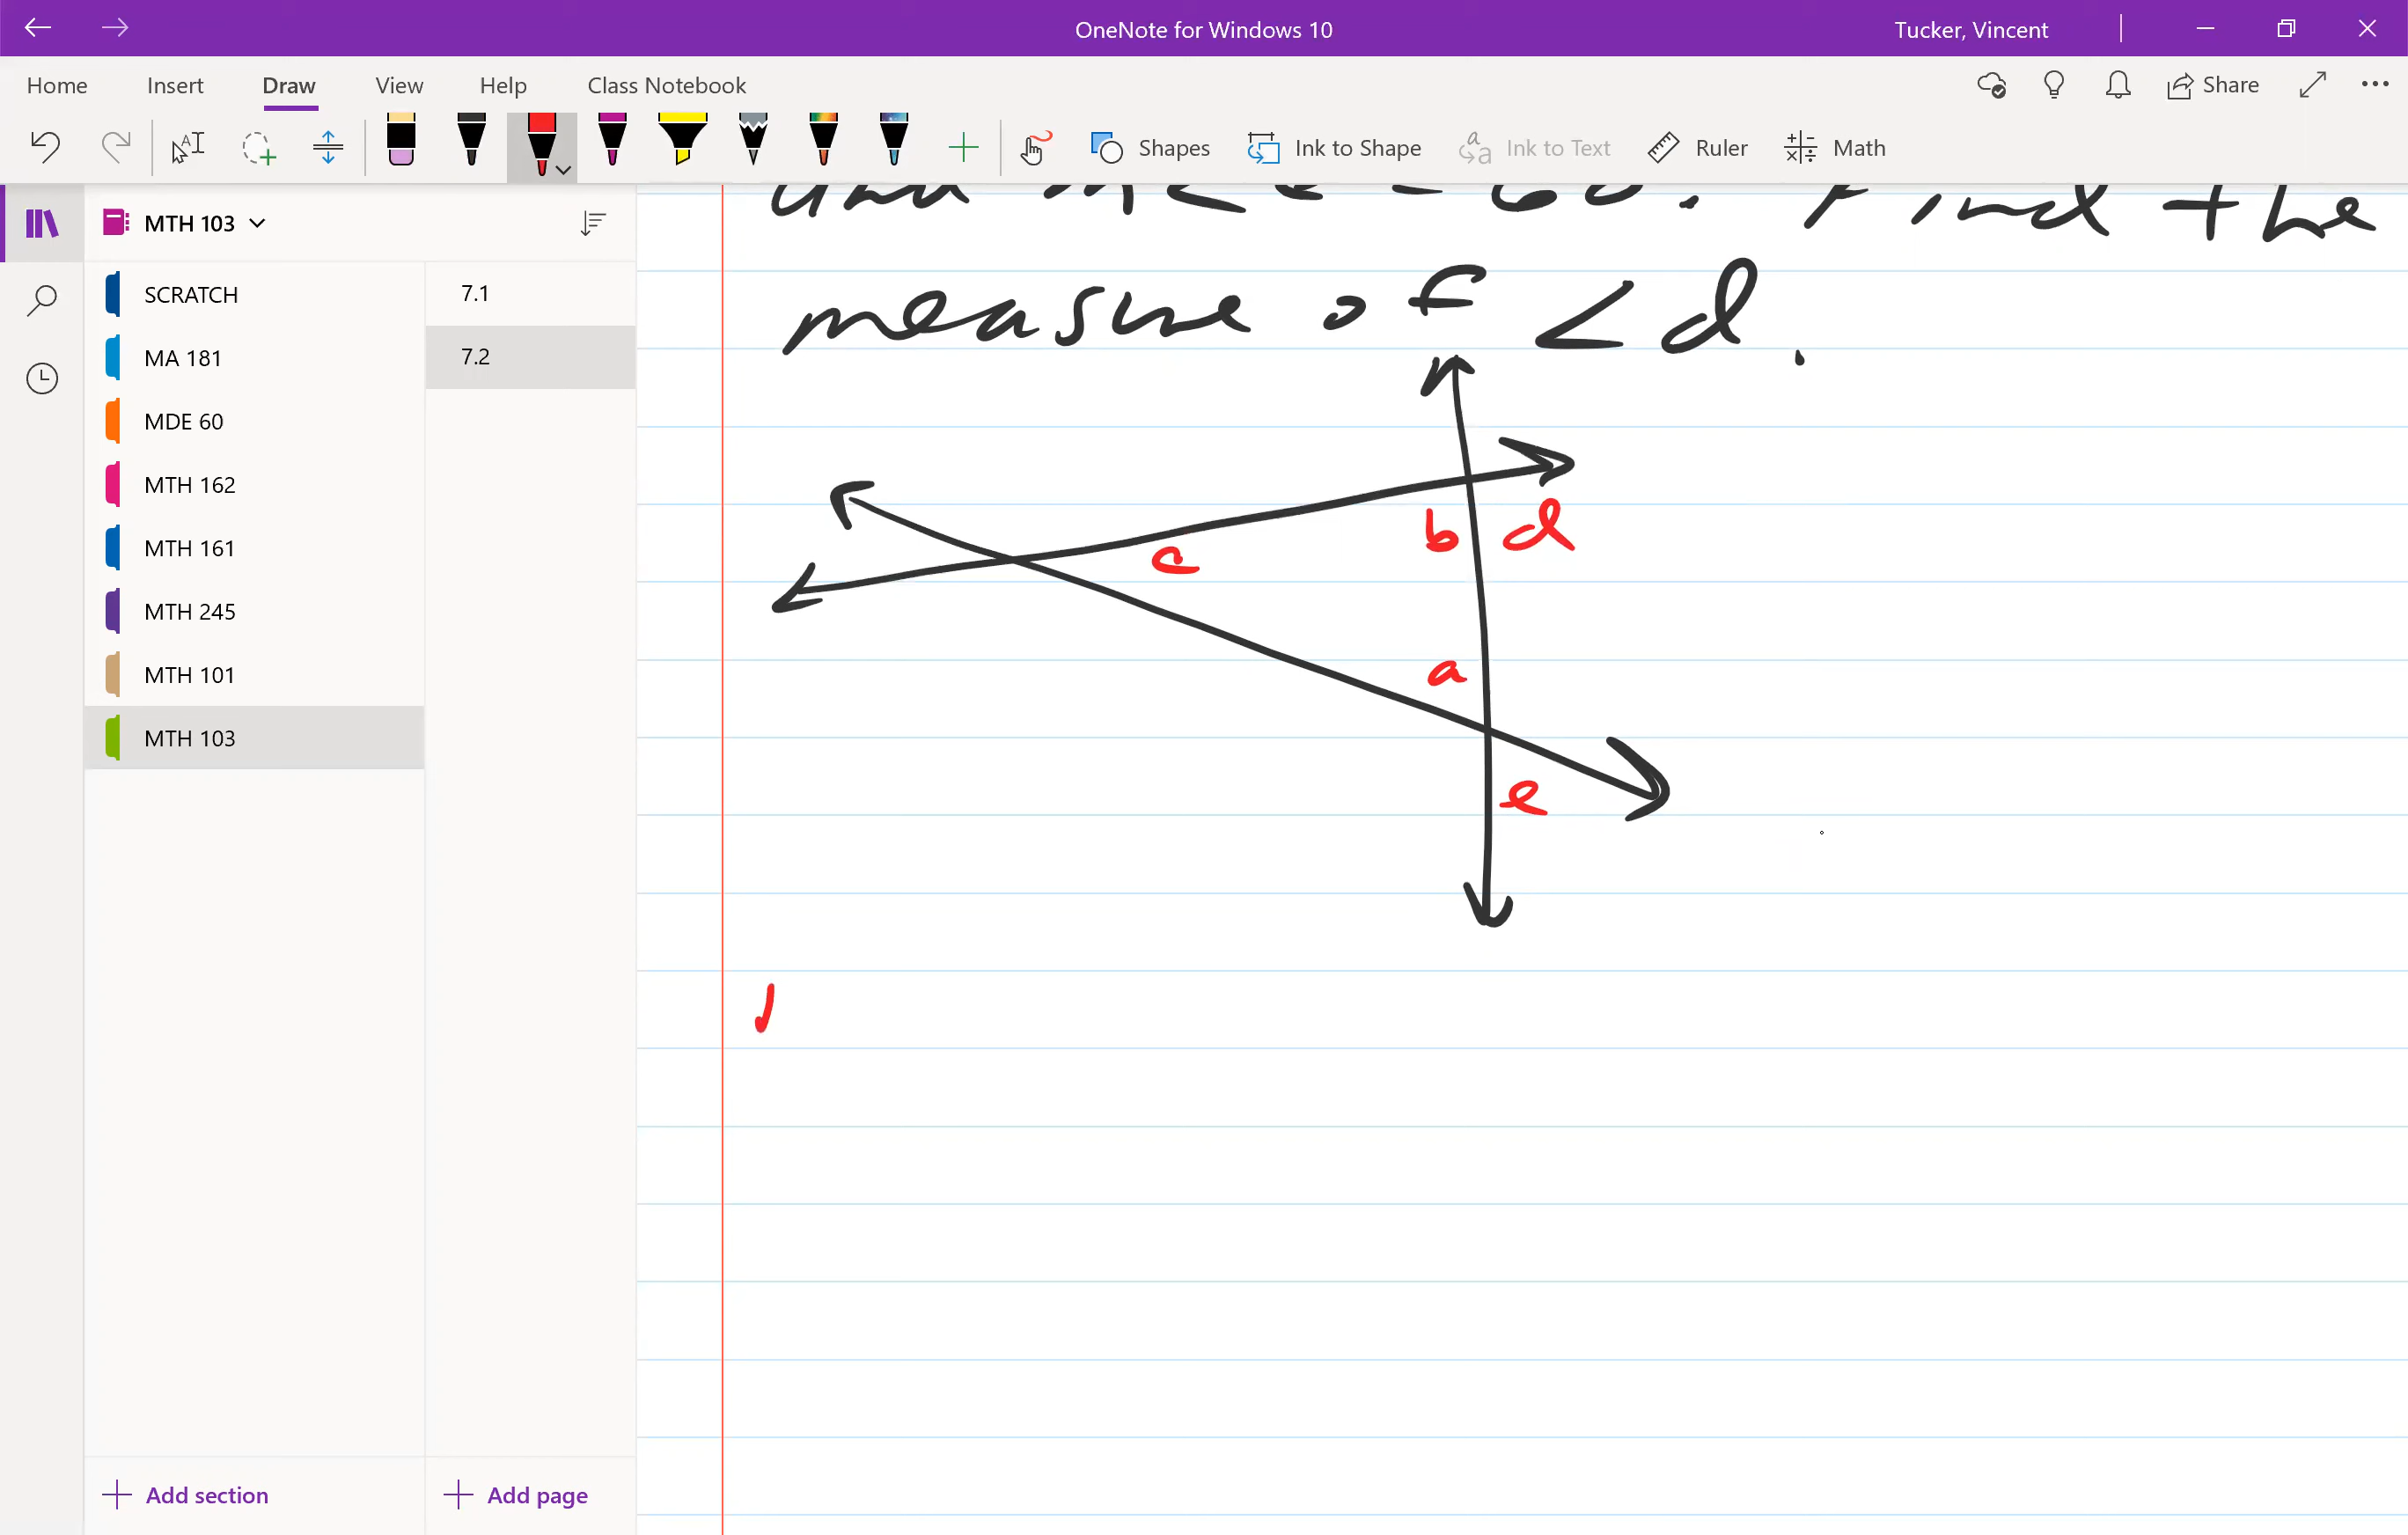 OneNote for Windows 10
Tucker, Vincent
Home Insert Draw View Help Class Notebook
Share
Shapes Ink to Shape Ink to Text Ruler Math
MTH 103
SCRATCH
MA 181
MDE 60
MTH 162
MTH 161
MTH 245
MTH 101
MTH 103
7.1
7.2
Add section
Add page
and Find the
measure of <d.
c b d
a
e